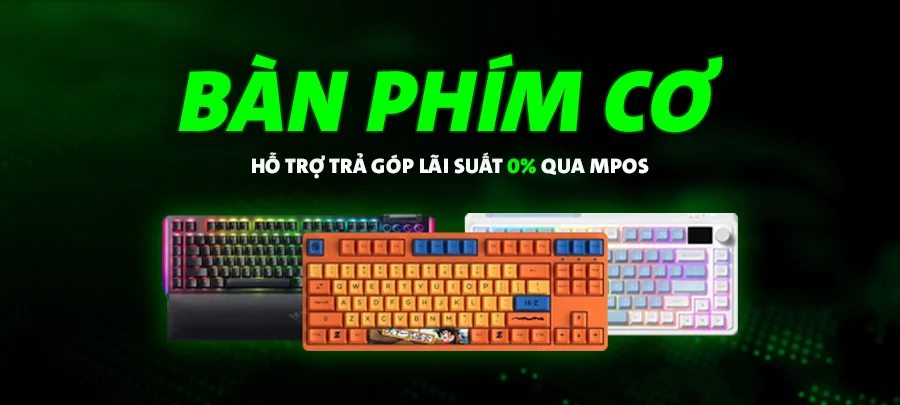 BÀN PHÍM CƠ
HỖ TRỢ TRẢ GÓP LÃI SUẤT 0% QUA MPOS
Q W E R T Y U I O P
A S D F G H J K L
Z X C V B N M